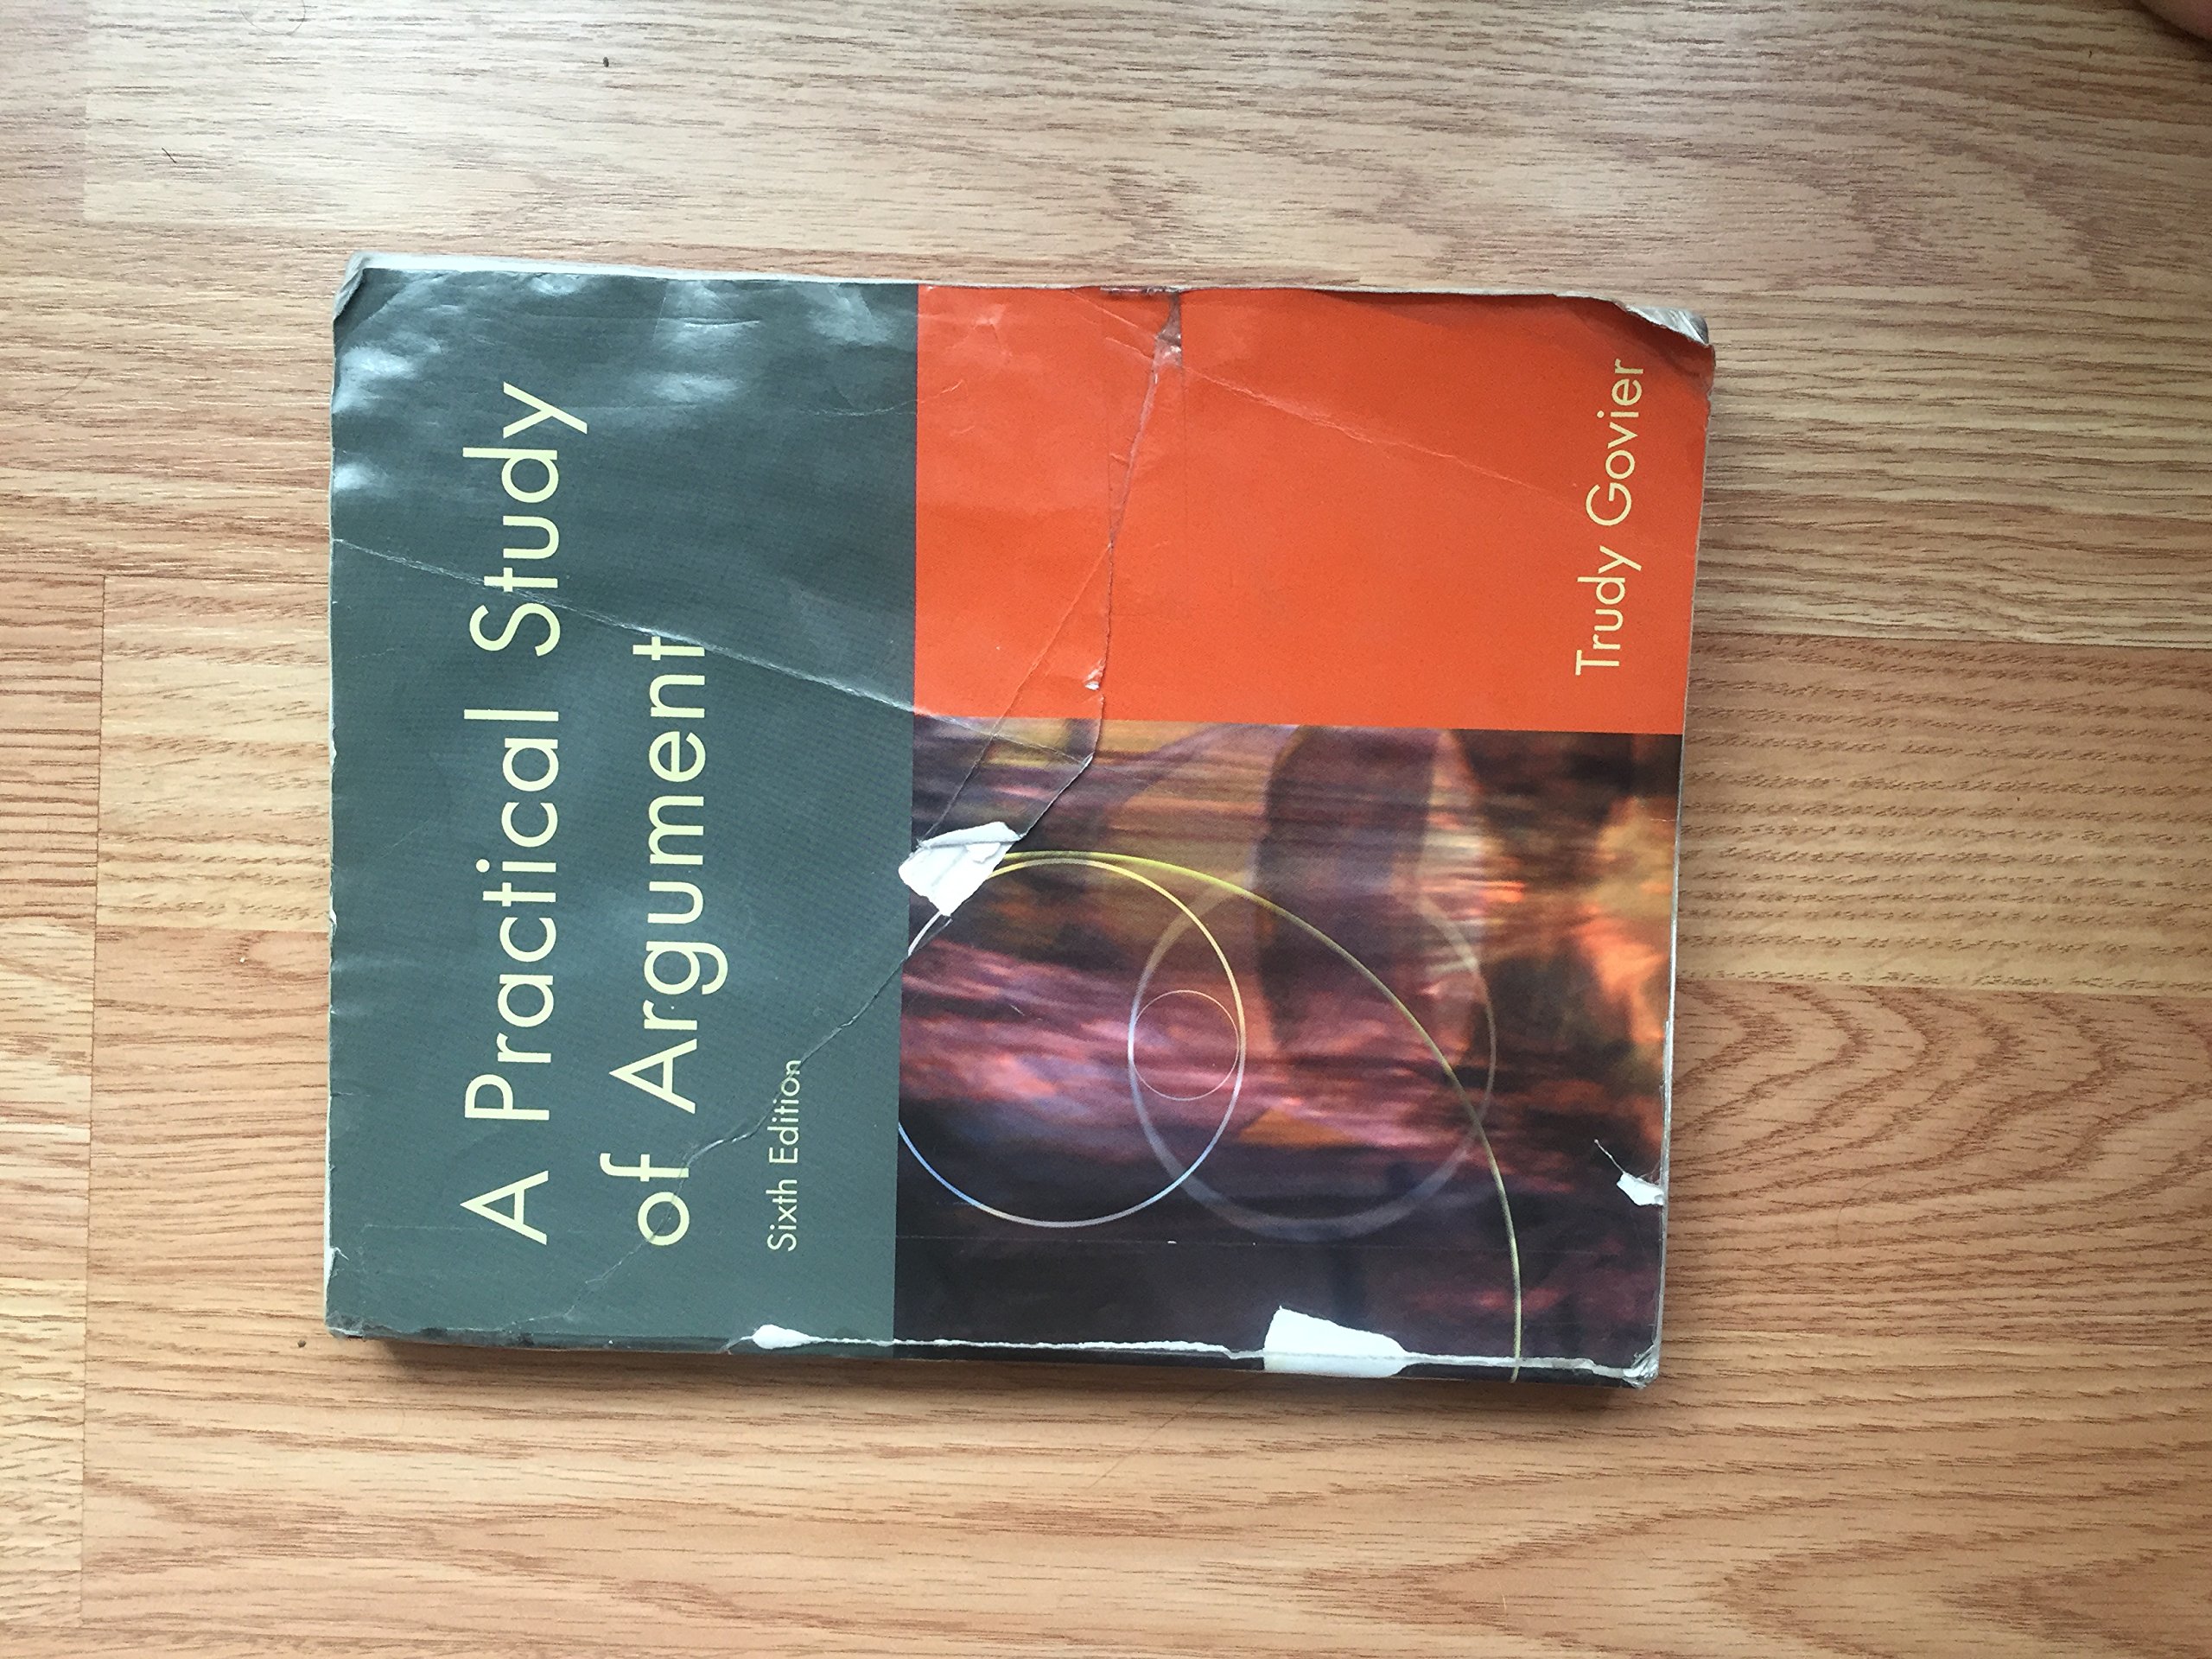 A Practical Study
of Argument
Sixth Edition
Trudy Govier